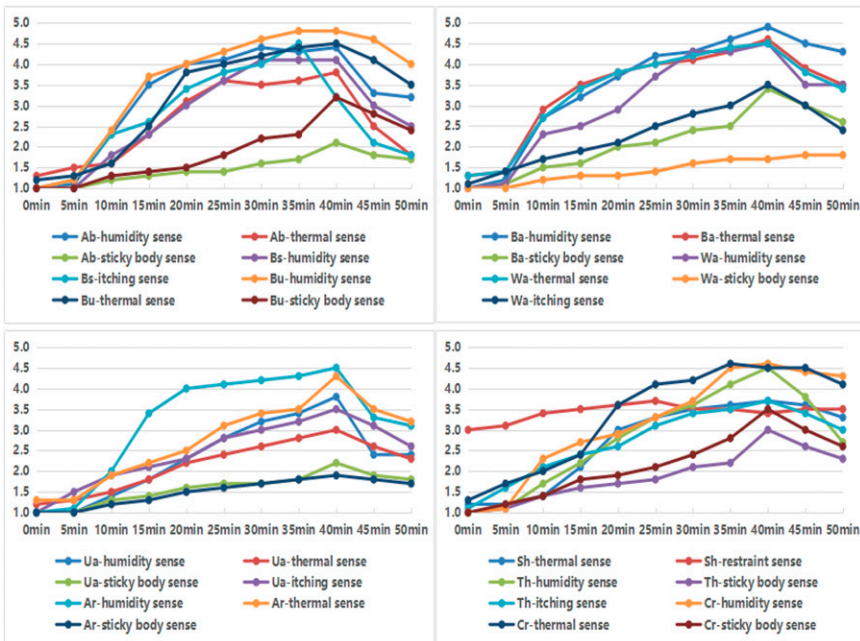 5.0
4.5
4.0
3.5
3.0
2.5
2.0
1.5
1.0
0min 5min 10min 15min 20min 25min 30min 35min 40min 45min 50min
Ab-humidity sense Ab-thermal sense
Ab-sticky body sense Bs-humidity sense
Bs-itching sense Bu-humidity sense
Bu-thermal sense Bu-sticky body sense
5.0
4.5
4.0
3.5
3.0
2.5
2.0
1.5
1.0
0min 5min 10min 15min 20min 25min 30min 35min 40min 45min 50min
Ba-humidity sense Ba-thermal sense
Ba-sticky body sense Wa-humidity sense
Wa-thermal sense Wa-sticky body sense
Wa-itching sense
5.0
4.5
4.0
3.5
3.0
2.5
2.0
1.5
1.0
0min 5min 10min 15min 20min 25min 30min 35min 40min 45min 50min
Ua-humidity sense Ua-thermal sense
Ua-sticky body sense Ua-itching sense
Ar-humidity sense Ar-thermal sense
Ar-sticky body sense
5.0
4.5
4.0
3.5
3.0
2.5
2.0
1.5
1.0
0min 5min 10min 15min 20min 25min 30min 35min 40min 45min 50min
Sh-thermal sense Sh-restraint sense
Th-humidity sense Th-sticky body sense
Th-itching sense Cr-humidity sense
Cr-thermal sense Cr-sticky body sense